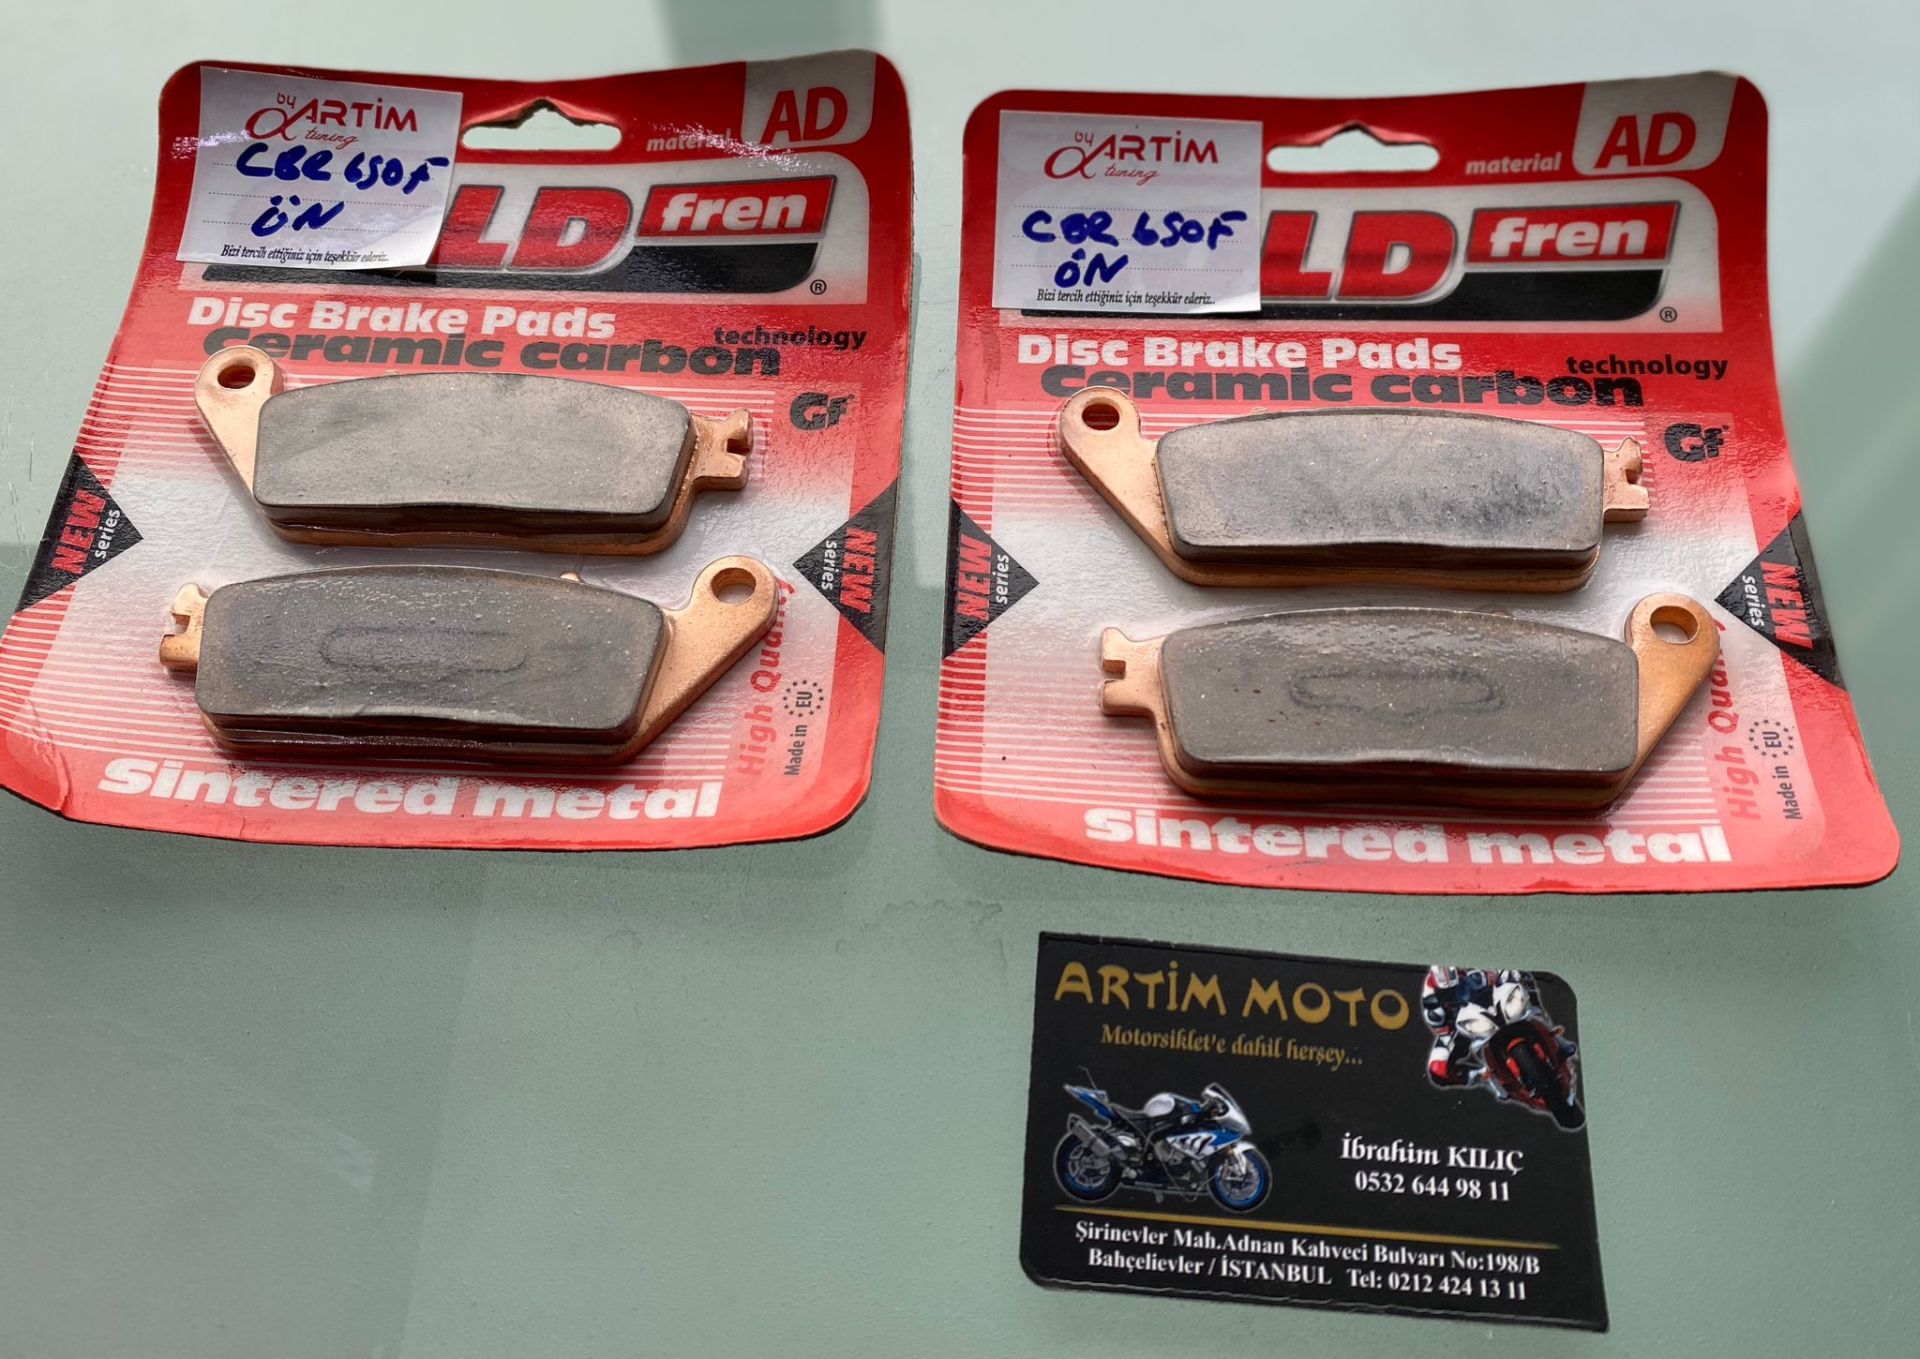 by
ARTİM
tuning
CBR 650F
ÖN
Bizi tercih ettiğiniz için teşekkür ederiz..
material AD
LD fren
®
Disc Brake Pads
Ceramic carbon technology
Gf
NEW series
NEW series
High Quality
Made in EU
Sintered metal
by
ARTİM
tuning
CBR 650F
ÖN
Bizi tercih ettiğiniz için teşekkür ederiz..
material AD
LD fren
®
Disc Brake Pads
Ceramic carbon technology
NEW series
NEW series
High Quality
Made in EU
Sintered metal
ARTİM MOTO
Motorsiklet'e dahil herşey...
İbrahim KILIÇ
0532 644 98 11
Şirinevler Mah.Adnan Kahveci Bulvarı No:198/B
Bahçelievler / İSTANBUL Tel: 0212 424 13 11